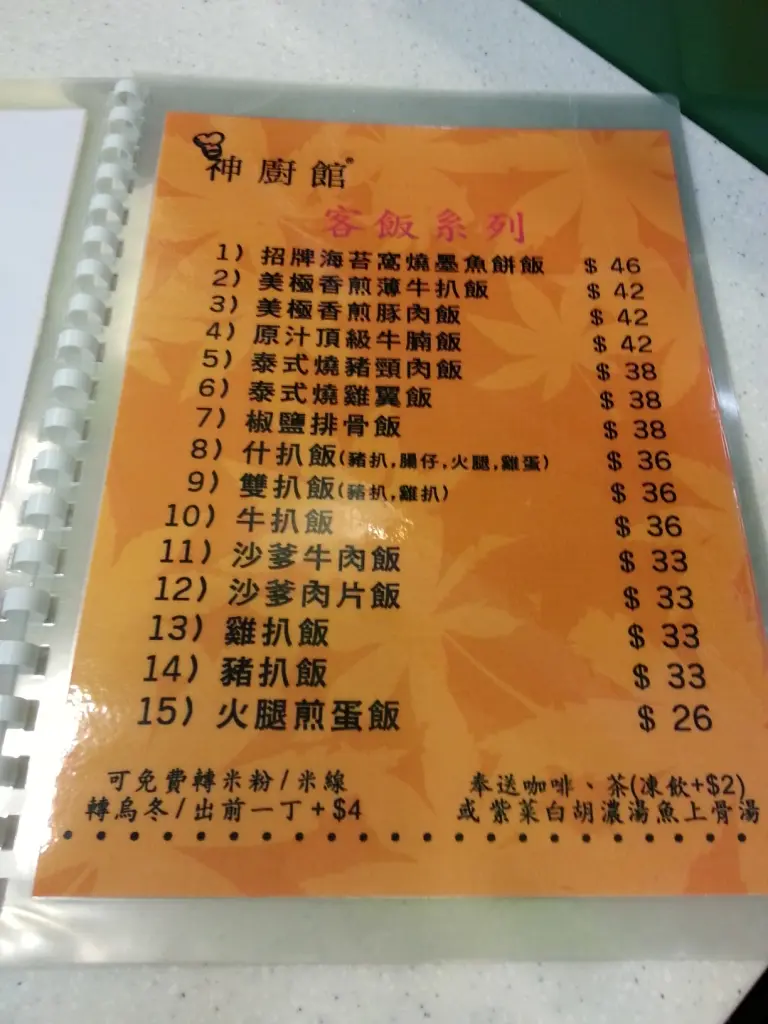 神廚館®
客飯系列
1) 招牌海苔窩燒墨魚餅飯 $ 46
2) 美極香煎薄牛扒飯 $ 42
3) 美極香煎豚肉飯 $ 42
4) 原汁頂級牛腩飯 $ 42
5) 泰式燒豬頸肉飯 $ 38
6) 泰式燒雞翼飯 $ 38
7) 椒鹽排骨飯 $ 38
8) 什扒飯(豬扒,腸仔,火腿,雞蛋) $ 36
9) 雙扒飯(豬扒,雞扒) $ 36
10) 牛扒飯 $ 36
11) 沙爹牛肉飯 $ 33
12) 沙爹肉片飯 $ 33
13) 雞扒飯 $ 33
14) 豬扒飯 $ 33
15) 火腿煎蛋飯 $ 26
可免費轉米粉/米線
轉烏冬/出前一丁+$4
奉送咖啡、茶(凍飲+$2)
或紫菜白胡濃湯魚上骨湯